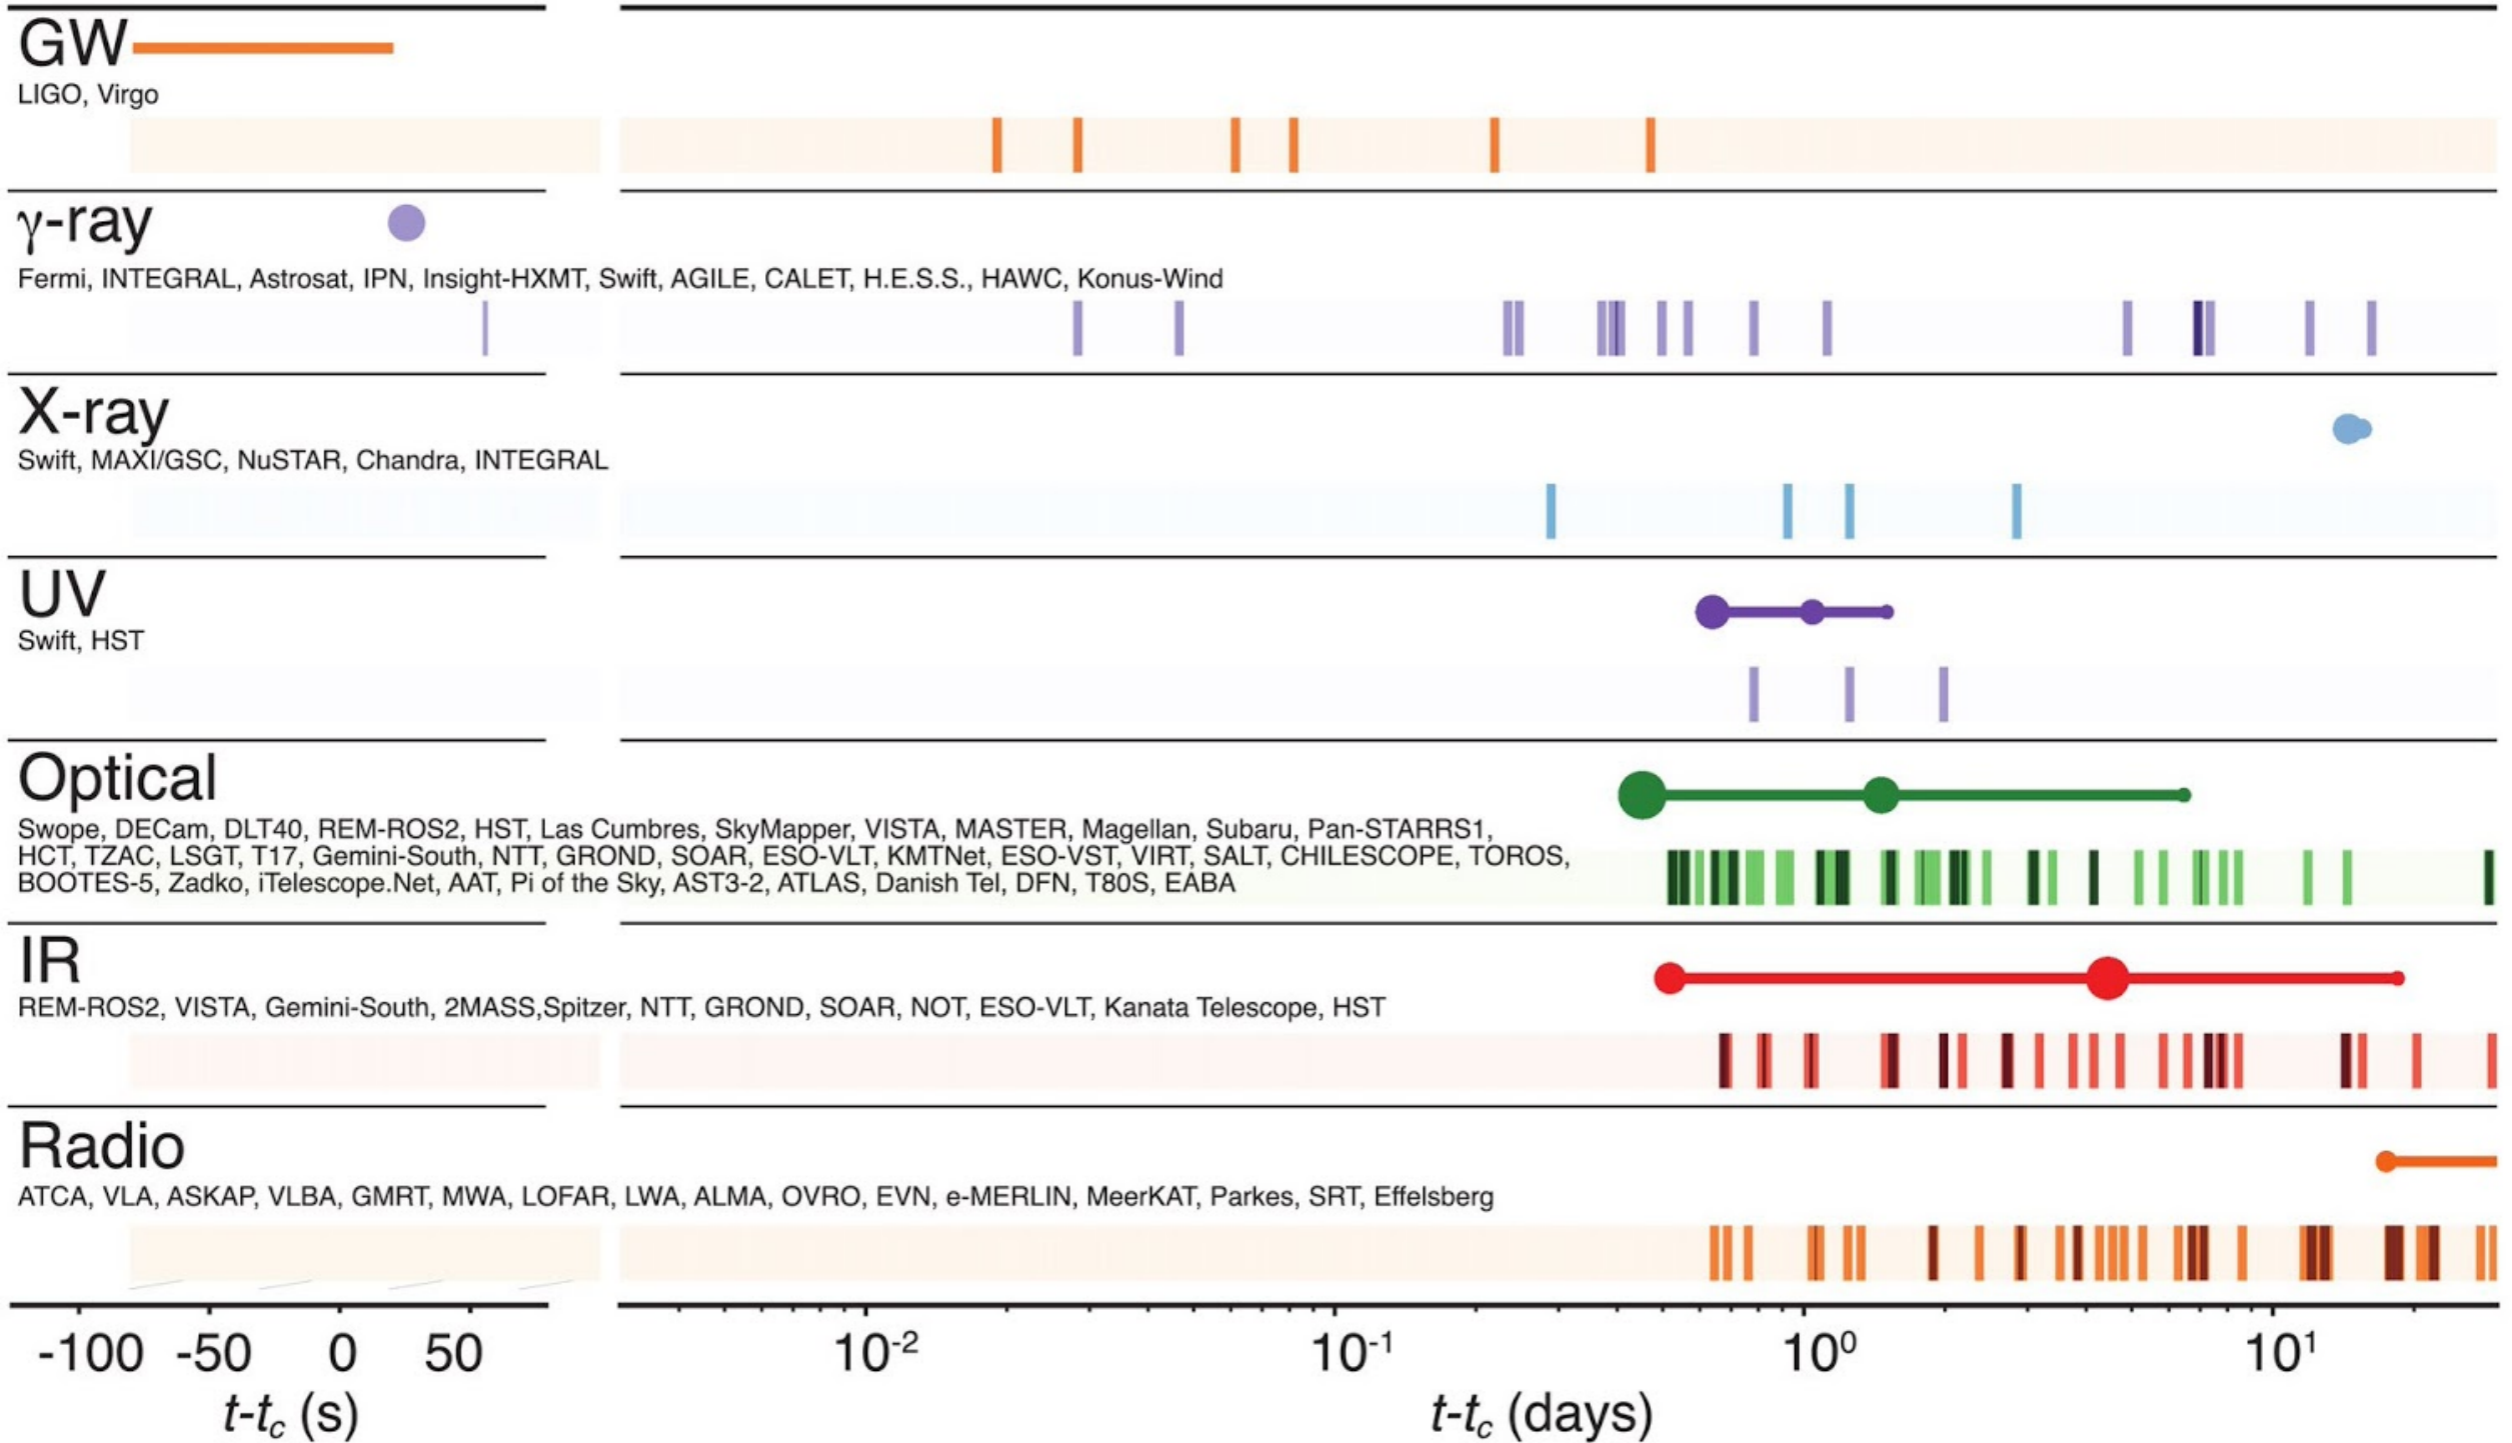 GW
LIGO, Virgo
γ-ray
Fermi, INTEGRAL, Astrosat, IPN, Insight-HXMT, Swift, AGILE, CALET, H.E.S.S., HAWC, Konus-Wind
X-ray
Swift, MAXI/GSC, NuSTAR, Chandra, INTEGRAL
UV
Swift, HST
Optical
Swope, DECam, DLT40, REM-ROS2, HST, Las Cumbres, SkyMapper, VISTA, MASTER, Magellan, Subaru, Pan-STARRS1,
HCT, TZAC, LSGT, T17, Gemini-South, NTT, GROND, SOAR, ESO-VLT, KMTNet, ESO-VST, VIRT, SALT, CHILESCOPE, TOROS,
BOOTES-5, Zadko, iTelescope.Net, AAT, Pi of the Sky, AST3-2, ATLAS, Danish Tel, DFN, T80S, EABA
IR
REM-ROS2, VISTA, Gemini-South, 2MASS,Spitzer, NTT, GROND, SOAR, NOT, ESO-VLT, Kanata Telescope, HST
Radio
ATCA, VLA, ASKAP, VLBA, GMRT, MWA, LOFAR, LWA, ALMA, OVRO, EVN, e-MERLIN, MeerKAT, Parkes, SRT, Effelsberg
-100 -50 0 50 10⁻² 10⁻¹ 10⁰ 10¹
t-t_c (s) t-t_c (days)